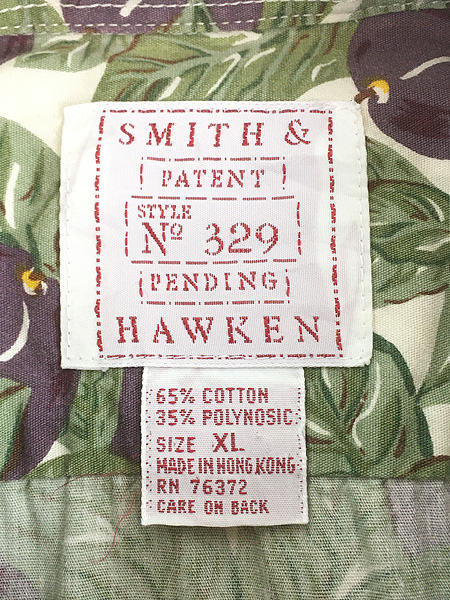 SMITH &
PATENT
STYLE
Nº 329
PENDING
HAWKEN
65% COTTON
35% POLYNOSIC
SIZE XL
MADE IN HONG KONG
RN 76372
CARE ON BACK